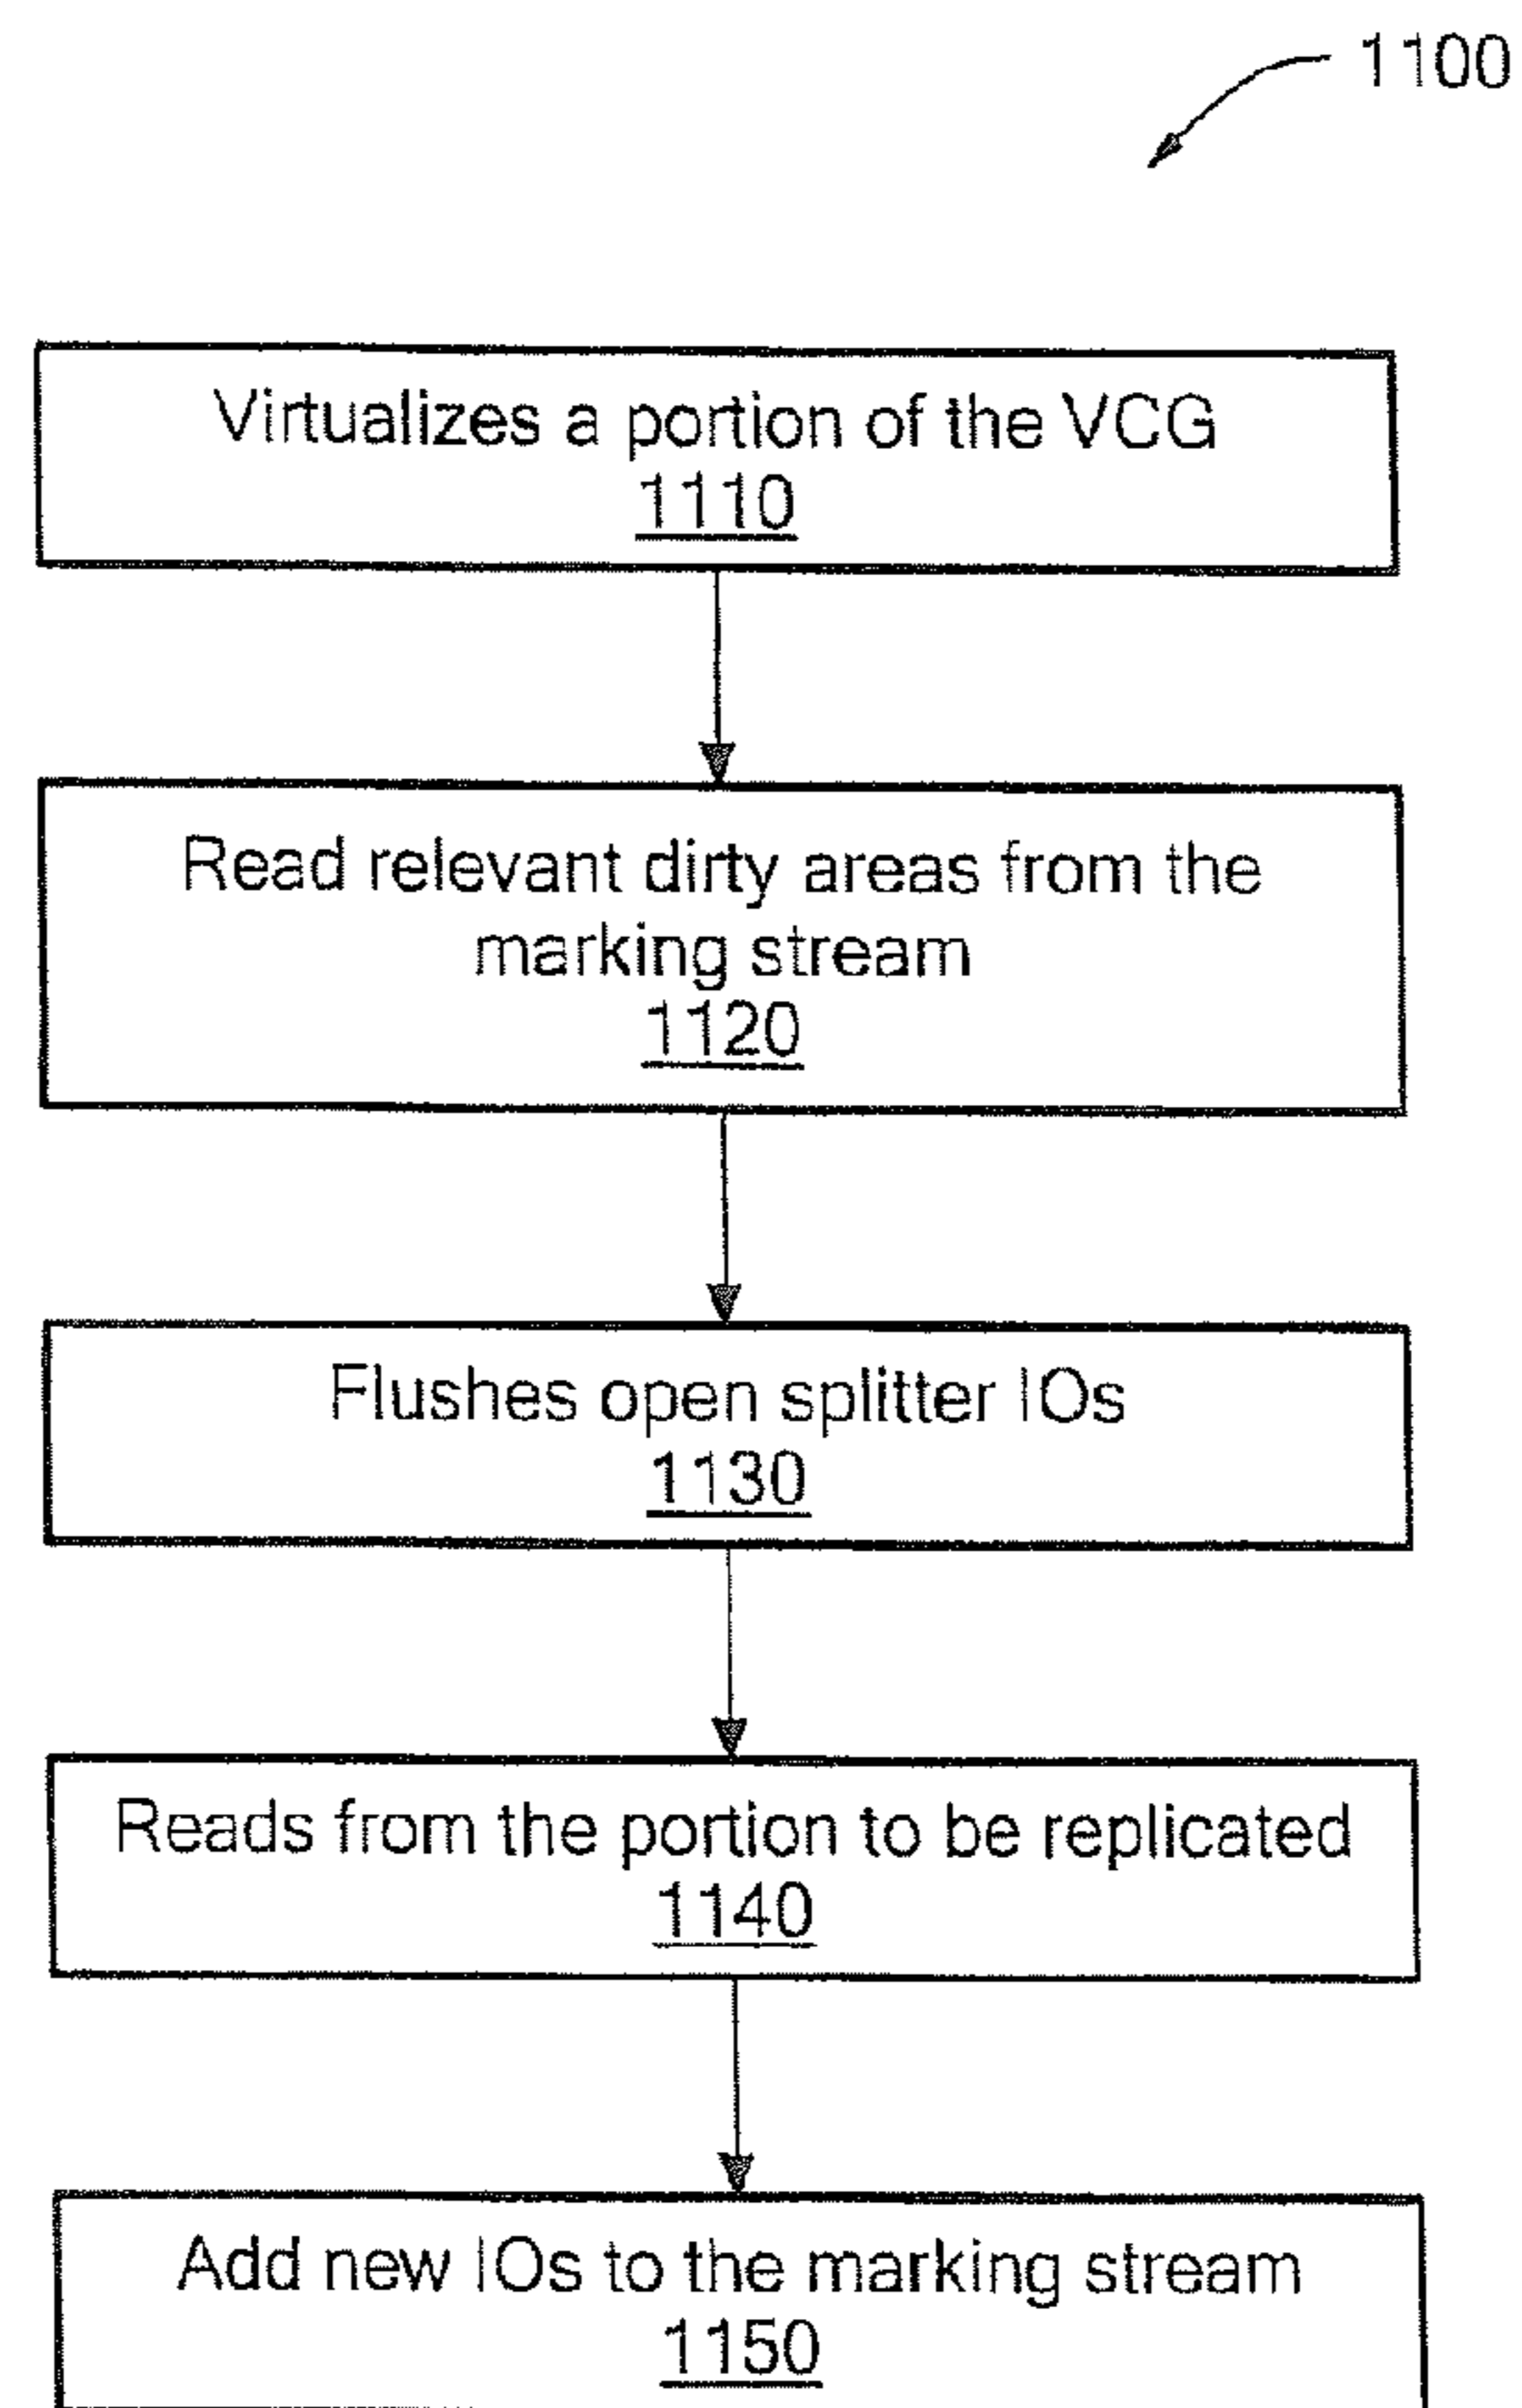 1100
Virtualizes a portion of the VCG
1110
Read relevant dirty areas from the
marking stream
1120
Flushes open splitter IOs
1130
Reads from the portion to be replicated
1140
Add new IOs to the marking stream
1150